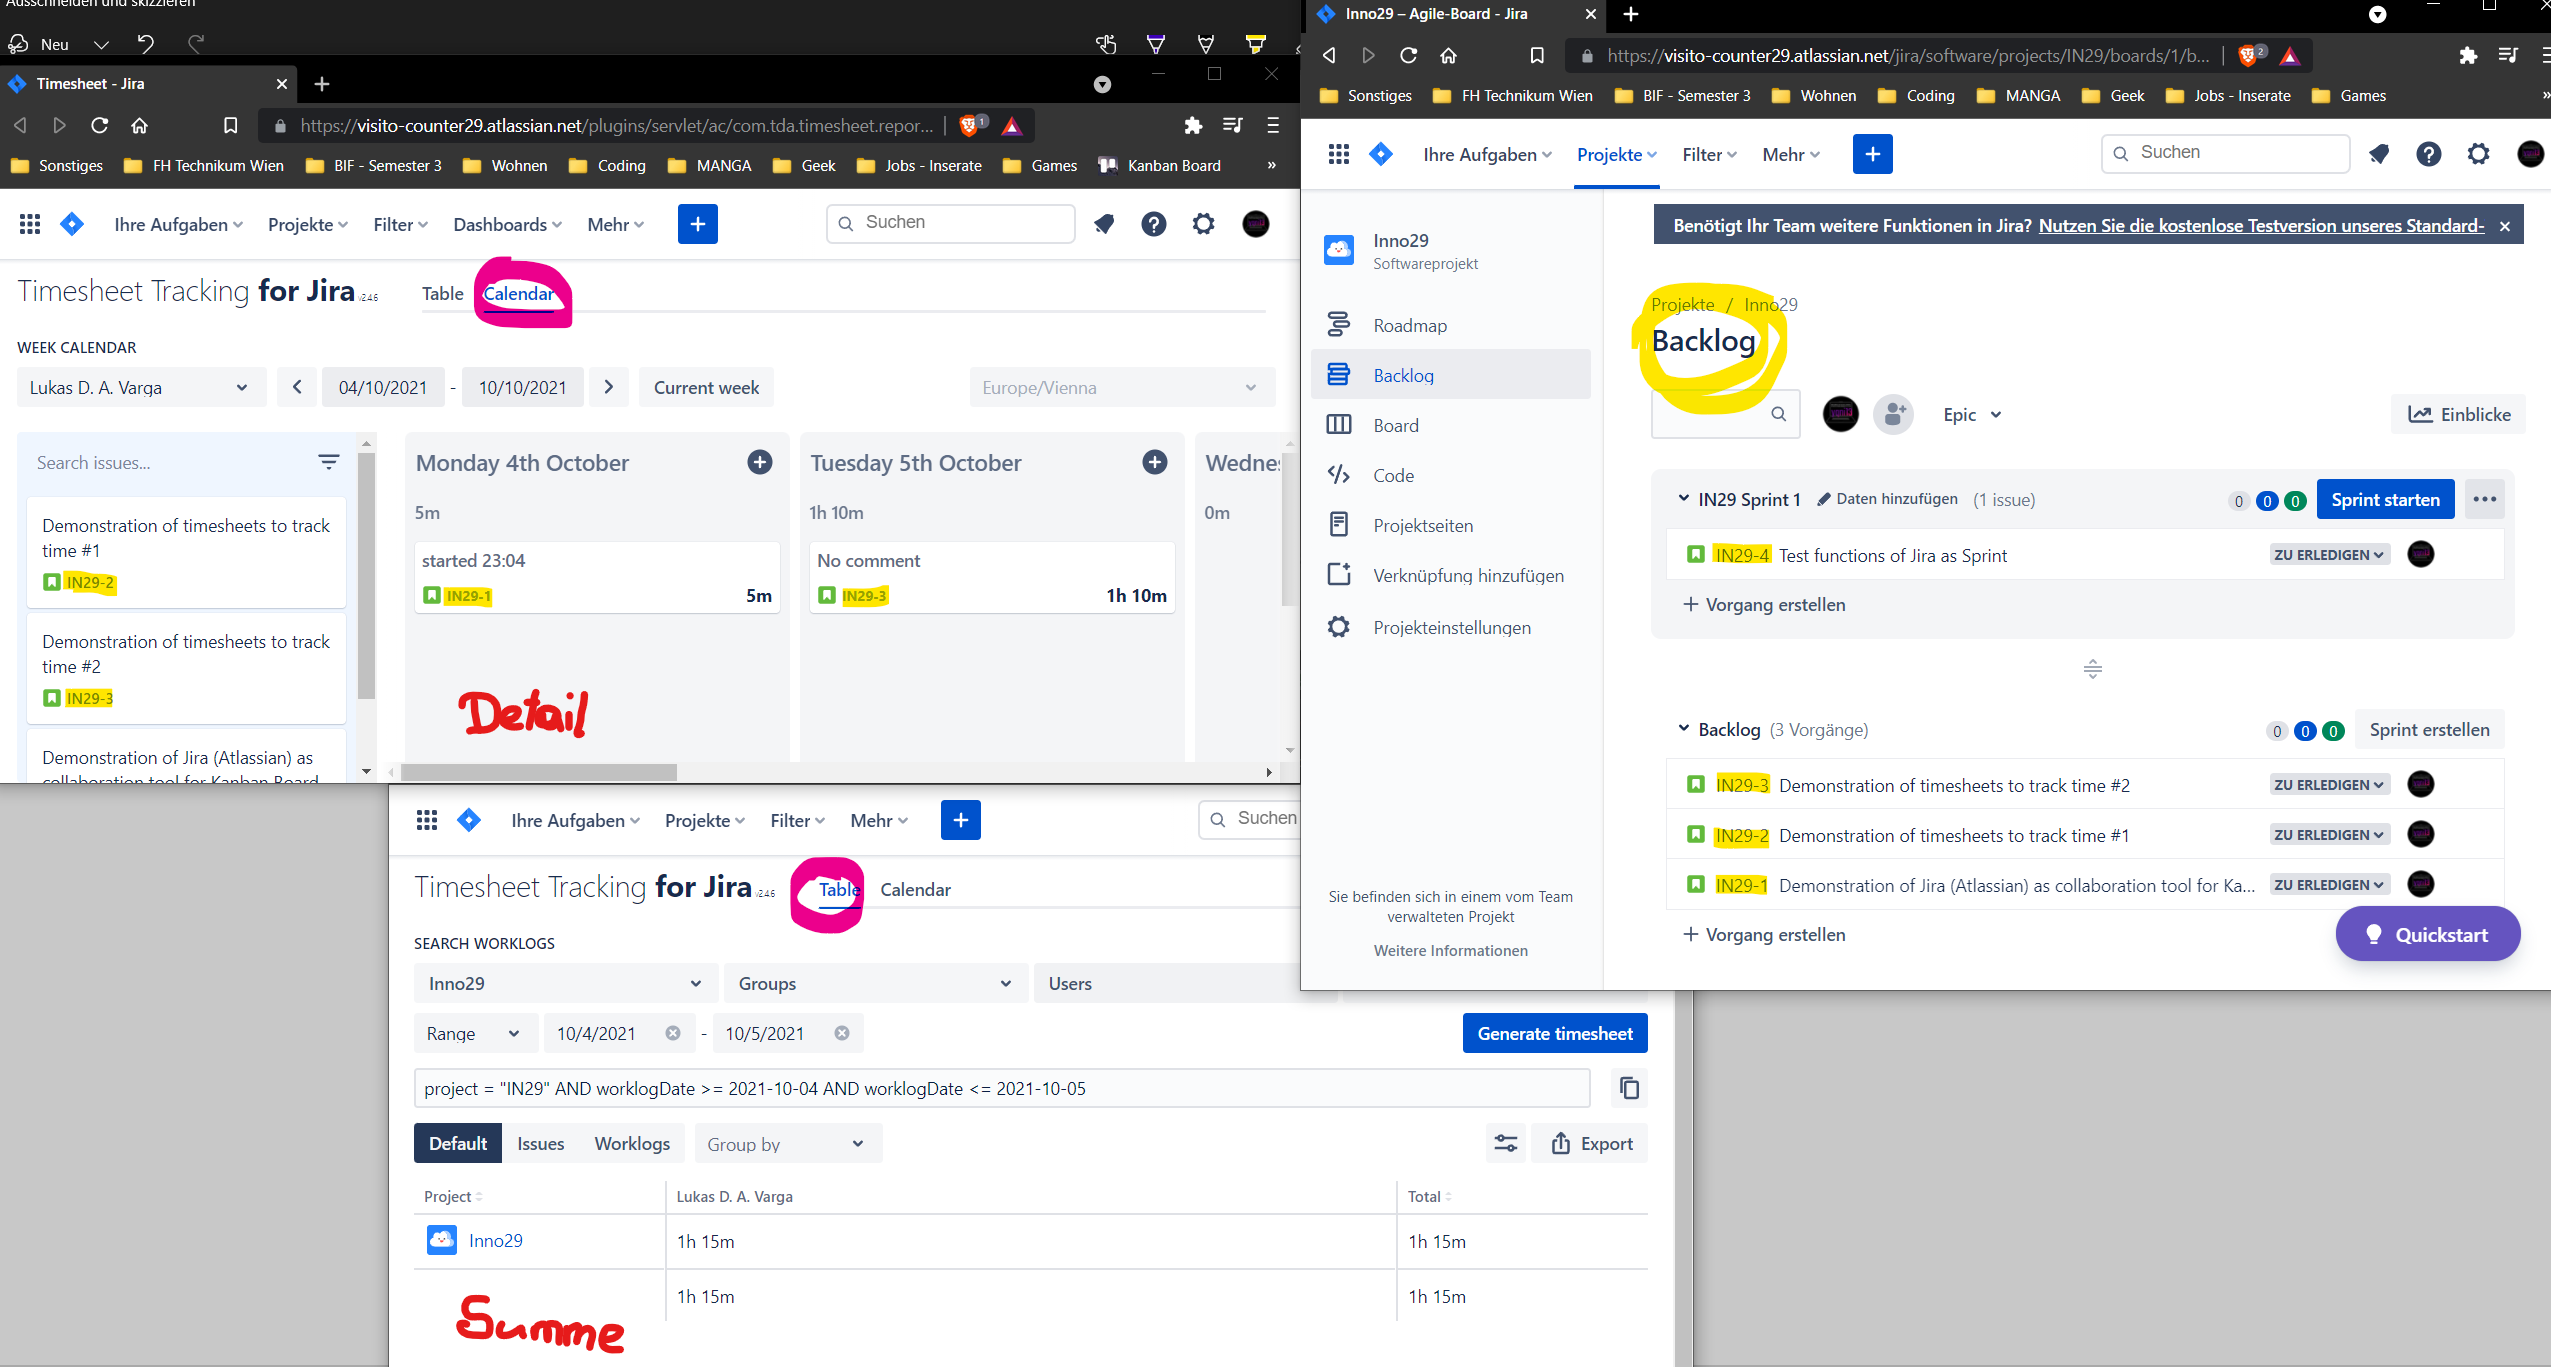 Ausschneiden und skizzieren
Neu
Timesheet - Jira
https://visito-counter29.atlassian.net/plugins/servlet/ac/com.tda.timesheet.repor...
1
Sonstiges
FH Technikum Wien
BIF - Semester 3
Wohnen
Coding
MANGA
Geek
Jobs - Inserate
Games
Kanban Board
»
Ihre Aufgaben
Projekte
Filter
Dashboards
Mehr
+
Suchen
Timesheet Tracking for Jira v2.4.6
Table
Calendar
WEEK CALENDAR
Lukas D. A. Varga
04/10/2021 - 10/10/2021
Current week
Europe/Vienna
Search issues...
Demonstration of timesheets to track
time #1
IN29-2
Demonstration of timesheets to track
time #2
IN29-3
Demonstration of Jira (Atlassian) as
collaboration tool for Kanban Board
Monday 4th October
5m
started 23:04
IN29-1
5m
Detail
Tuesday 5th October
1h 10m
No comment
IN29-3
1h 10m
Wednes
0m
Ihre Aufgaben
Projekte
Filter
Mehr
+
Suchen
Timesheet Tracking for Jira v2.4.6
Table
Calendar
SEARCH WORKLOGS
Inno29
Groups
Users
Range
10/4/2021 - 10/5/2021
Generate timesheet
project = "IN29" AND worklogDate >= 2021-10-04 AND worklogDate <= 2021-10-05
Default
Issues
Worklogs
Group by
Export
Project
Lukas D. A. Varga
Total
Inno29
1h 15m
1h 15m
1h 15m
1h 15m
Summe
Inno29 – Agile-Board - Jira
https://visito-counter29.atlassian.net/jira/software/projects/IN29/boards/1/b...
2
Sonstiges
FH Technikum Wien
BIF - Semester 3
Wohnen
Coding
MANGA
Geek
Jobs - Inserate
Games
»
Ihre Aufgaben
Projekte
Filter
Mehr
+
Suchen
Inno29
Softwareprojekt
Roadmap
Backlog
Board
Code
Projektseiten
Verknüpfung hinzufügen
Projekteinstellungen
Sie befinden sich in einem vom Team
verwalteten Projekt
Weitere Informationen
Benötigt Ihr Team weitere Funktionen in Jira? Nutzen Sie die kostenlose Testversion unseres Standard-
Projekte / Inno29
Backlog
Epic
Einblicke
IN29 Sprint 1
Daten hinzufügen
(1 issue)
0 0 0
Sprint starten
IN29-4 Test functions of Jira as Sprint
ZU ERLEDIGEN
+ Vorgang erstellen
Backlog (3 Vorgänge)
0 0 0
Sprint erstellen
IN29-3 Demonstration of timesheets to track time #2
ZU ERLEDIGEN
IN29-2 Demonstration of timesheets to track time #1
ZU ERLEDIGEN
IN29-1 Demonstration of Jira (Atlassian) as collaboration tool for Ka...
ZU ERLEDIGEN
+ Vorgang erstellen
Quickstart